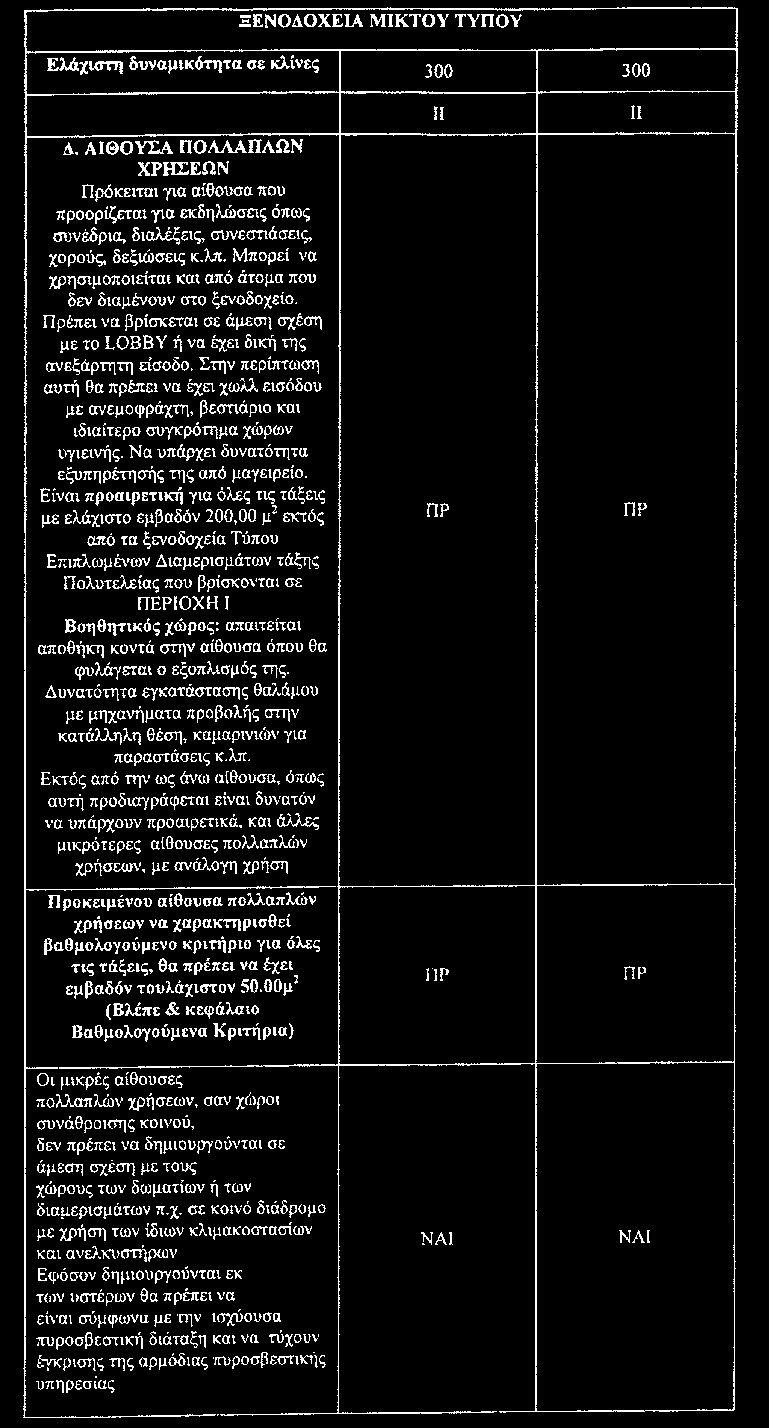 ΞΕΝΟΔΟΧΕΙΑ ΜΙΚΤΟΥ ΤΥΠΟΥ
Ελάχιστη δυναμικότητα σε κλίνες 300 300
ΙΙ ΙΙ
Δ. ΑΙΘΟΥΣΑ ΠΟΛΛΑΠΛΩΝ
ΧΡΗΣΕΩΝ
Πρόκειται για αίθουσα που
προορίζεται για εκδηλώσεις όπως
συνέδρια, διαλέξεις, συνεστιάσεις,
χορούς, δεξιώσεις κ.λπ. Μπορεί να
χρησιμοποιείται και από άτομα που
δεν διαμένουν στο ξενοδοχείο.
Πρέπει να βρίσκεται σε άμεση σχέση
με το LOBBY ή να έχει δική της
ανεξάρτητη είσοδο. Στην περίπτωση
αυτή θα πρέπει να έχει χωλλ εισόδου
με ανεμοφράχτη, βεστιάριο και
ιδιαίτερο συγκρότημα χώρων
υγιεινής. Να υπάρχει δυνατότητα
εξυπηρέτησής της από μαγειρείο.
Είναι προαιρετική για όλες τις τάξεις
με ελάχιστο εμβαδόν 200,00 μ² εκτός
από τα ξενοδοχεία Τύπου
Επιπλωμένων Διαμερισμάτων τάξης
Πολυτελείας που βρίσκονται σε
ΠΕΡΙΟΧΗ Ι
Βοηθητικός χώρος: απαιτείται
αποθήκη κοντά στην αίθουσα όπου θα
φυλάγεται ο εξοπλισμός της.
Δυνατότητα εγκατάστασης θαλάμου
με μηχανήματα προβολής στην
κατάλληλη θέση, καμαρινιών για
παραστάσεις κ.λπ.
Εκτός από την ως άνω αίθουσα, όπως
αυτή προδιαγράφεται είναι δυνατόν
να υπάρχουν προαιρετικά, και άλλες
μικρότερες αίθουσες πολλαπλών
χρήσεων, με ανάλογη χρήση
ΠΡ ΠΡ
Προκειμένου αίθουσα πολλαπλών
χρήσεων να χαρακτηρισθεί
βαθμολογούμενο κριτήριο για όλες
τις τάξεις, θα πρέπει να έχει
εμβαδόν τουλάχιστον 50.00μ²
(Βλέπε & κεφάλαιο
Βαθμολογούμενα Κριτήρια)
ΠΡ ΠΡ
Οι μικρές αίθουσες
πολλαπλών χρήσεων, σαν χώροι
συνάθροισης κοινού,
δεν πρέπει να δημιουργούνται σε
άμεση σχέση με τους
χώρους των δωματίων ή των
διαμερισμάτων π.χ. σε κοινό διάδρομο
με χρήση των ίδιων κλιμακοστασίων
και ανελκυστήρων
Εφόσον δημιουργούνται εκ
των υστέρων θα πρέπει να
είναι σύμφωνα με την ισχύουσα
πυροσβεστική διάταξη και να τύχουν
έγκρισης της αρμόδιας πυροσβεστικής
υπηρεσίας
ΝΑΙ ΝΑΙ